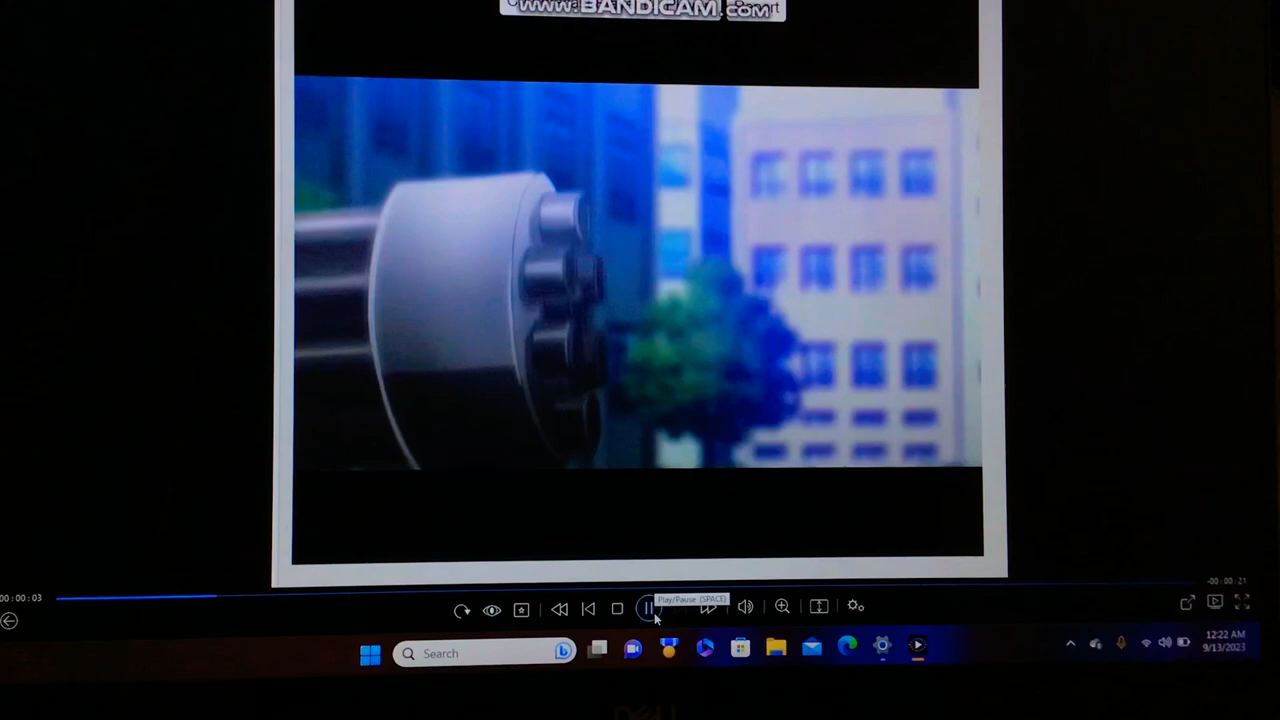 WWW.BANDICAM.COM
00:00:03
-00:00:21
Play/Pause (SPACE)
Search
12:22 AM
9/13/2023
DELL